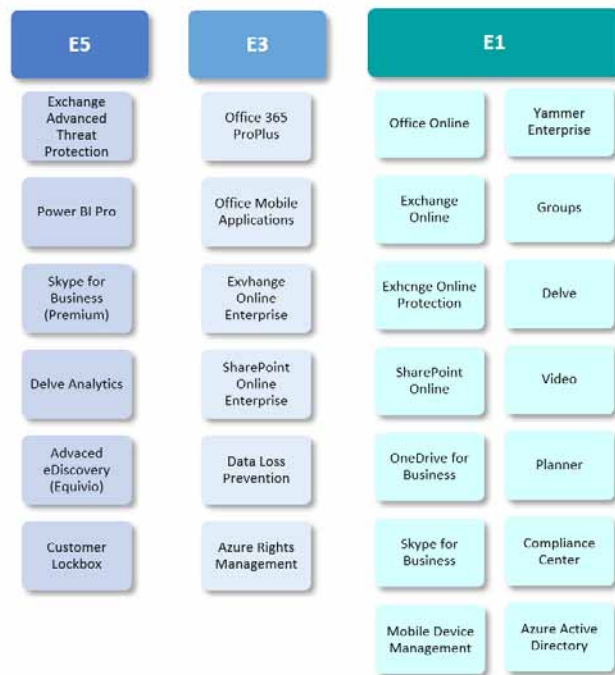 E5
Exchange
Advanced
Threat
Protection
Power BI Pro
Skype for
Business
(Premium)
Delve Analytics
Advaced
eDiscovery
(Equivio)
Customer
Lockbox
E3
Office 365
ProPlus
Office Mobile
Applications
Exvhange
Online
Enterprise
SharePoint
Online
Enterprise
Data Loss
Prevention
Azure Rights
Management
E1
Office Online
Exchange
Online
Exhcnge Online
Protection
SharePoint
Online
OneDrive for
Business
Skype for
Business
Mobile Device
Management
Yammer
Enterprise
Groups
Delve
Video
Planner
Compliance
Center
Azure Active
Directory